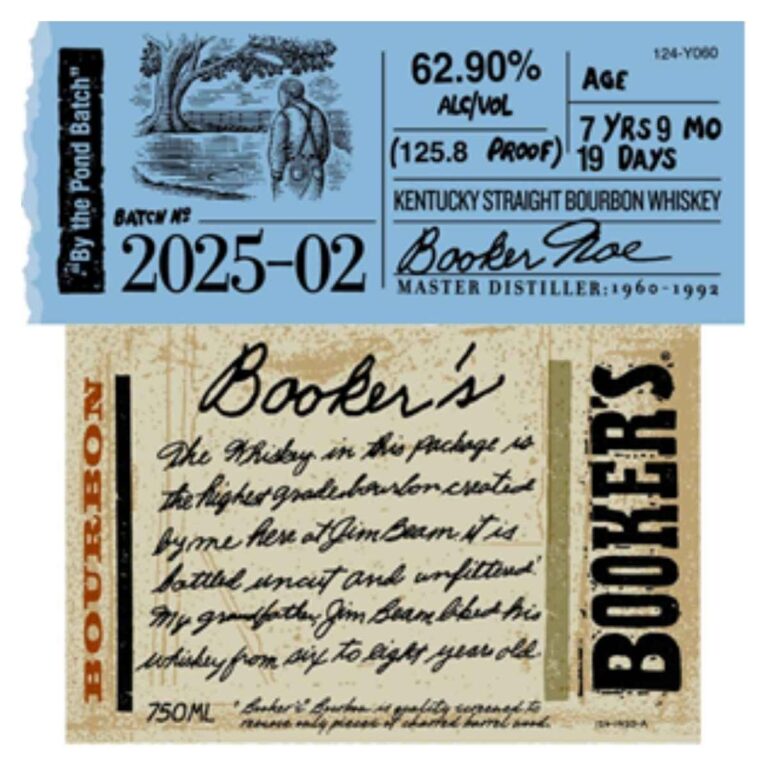 "By the Pond Batch"
BATCH Nº
2025-02
62.90%
ALC/VOL
(125.8 PROOF)
124-Y060
AGE
7 YRS 9 MO
19 DAYS
KENTUCKY STRAIGHT BOURBON WHISKEY
Booker Noe
MASTER DISTILLER: 1960-1992
BOURBON
Booker's
The Whiskey in this package is
the highest grade bourbon created
by me here at Jim Beam it is
bottled uncut and unfiltered
My grandfather, Jim Beam liked his
whiskey from six to eight years old
750ML
"Booker's" Bourbon is quality screened to
remove only pieces of charred barrel wood.
BOOKER'S®